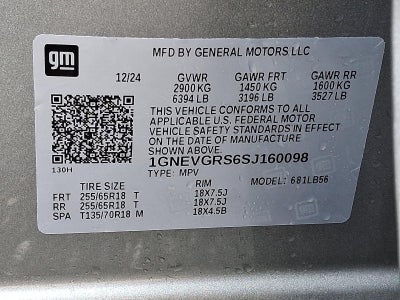 gm
MFD BY GENERAL MOTORS LLC
12/24 GVWR GAWR FRT GAWR RR
2900 KG 1450 KG 1600 KG
6394 LB 3196 LB 3527 LB
THIS VEHICLE CONFORMS TO ALL
APPLICABLE U.S. FEDERAL MOTOR
VEHICLE SAFETY STANDARDS IN EFFECT
ON THE DATE OF MANUFACTURE
SHOWN ABOVE.
1GNEVGRS6SJ160098
130H
TYPE: MPV
TIRE SIZE RIM MODEL: 681LB56
FRT 255/65R18 T 18X7.5J
RR 255/65R18 T 18X7.5J
SPA T135/70R18 M 18X4.5B